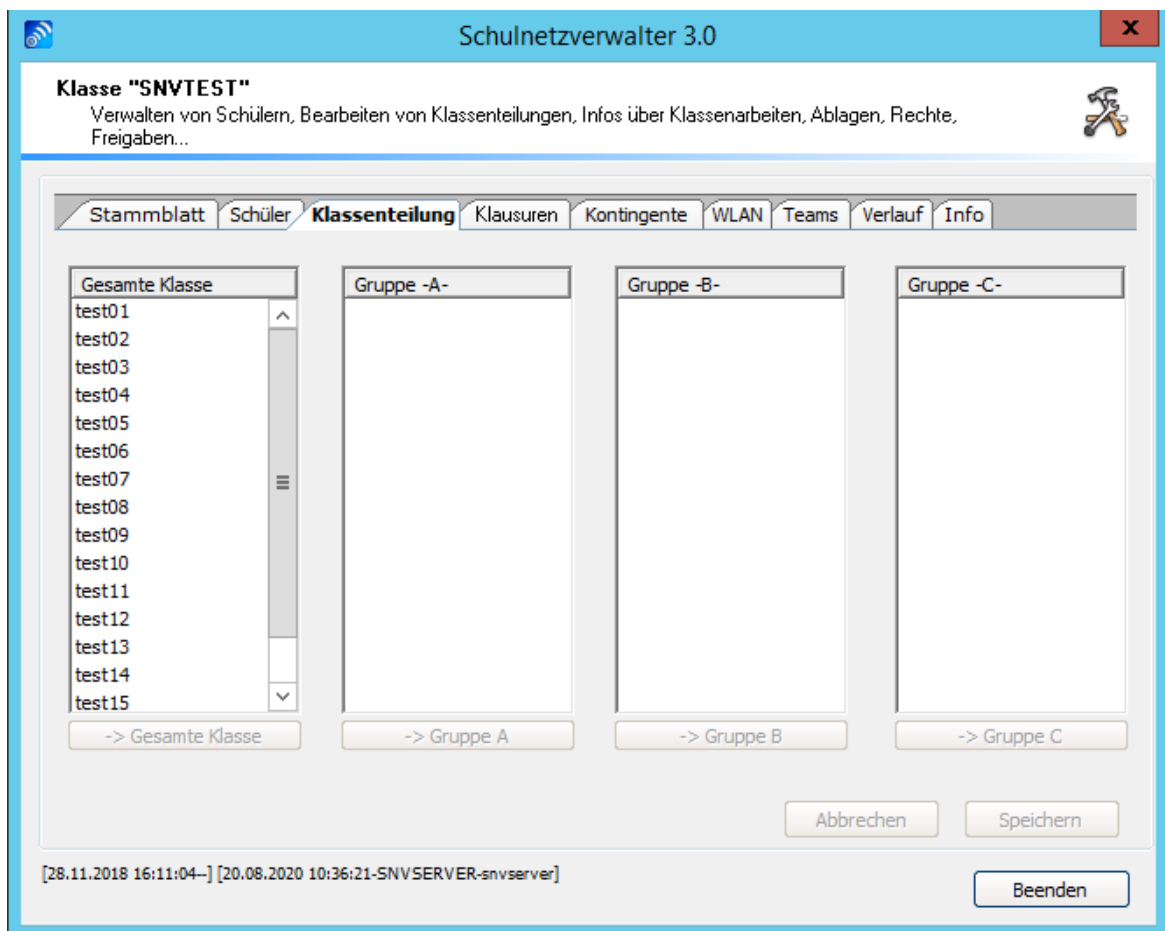 Schulnetzverwalter 3.0
x
Klasse "SNVTEST"
Verwalten von Schülern, Bearbeiten von Klassenteilungen, Infos über Klassenarbeiten, Ablagen, Rechte,
Freigaben...
Stammblatt Schüler Klassenteilung Klausuren Kontingente WLAN Teams Verlauf Info
Gesamte Klasse Gruppe -A- Gruppe -B- Gruppe -C-
test01
test02
test03
test04
test05
test06
test07
test08
test09
test10
test11
test12
test13
test14
test15
-> Gesamte Klasse -> Gruppe A -> Gruppe B -> Gruppe C
Abbrechen Speichern
[28.11.2018 16:11:04--] [20.08.2020 10:36:21-SNVSERVER-snvserver]
Beenden